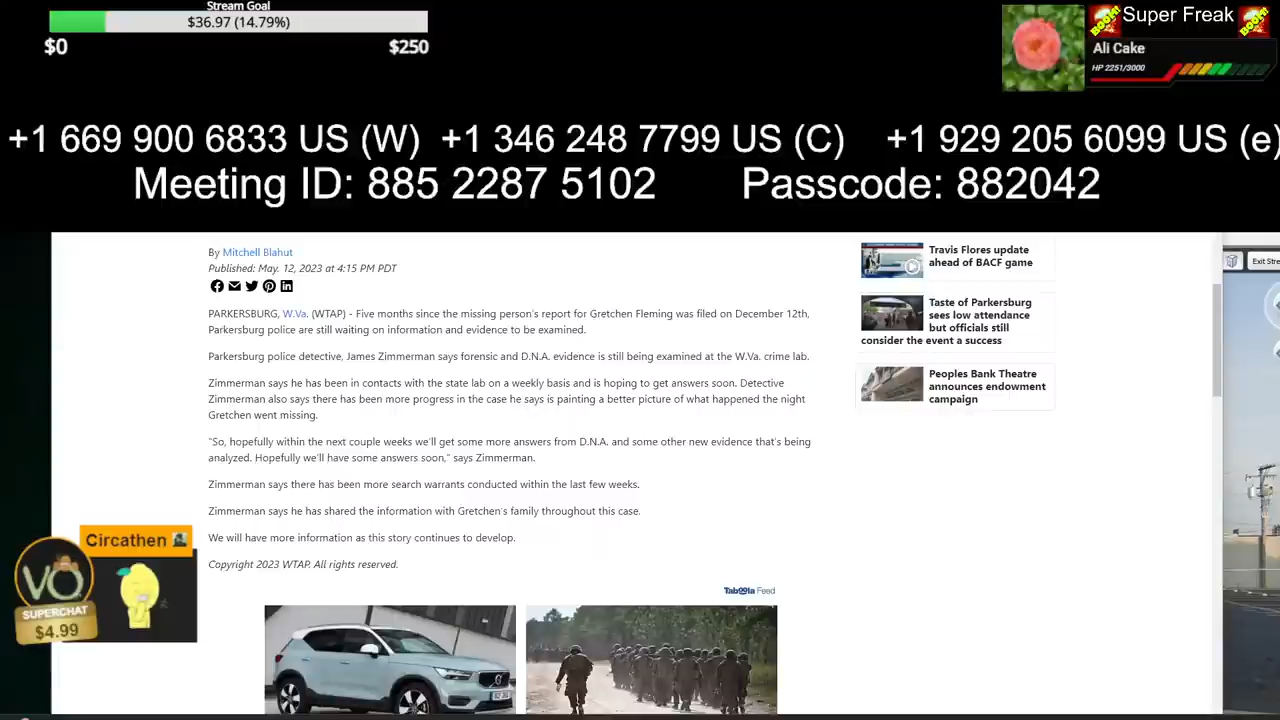 Stream Goal
$36.97 (14.79%)
$0
$250
BOOM!
Super Freak
BOOM!
Ali Cake
HP 2251/3000
+1 669 900 6833 US (W) +1 346 248 7799 US (C) +1 929 205 6099 US (e)
Meeting ID: 885 2287 5102 Passcode: 882042
By Mitchell Blahut
Published: May. 12, 2023 at 4:15 PM PDT
PARKERSBURG, W.Va. (WTAP) - Five months since the missing person's report for Gretchen Fleming was filed on December 12th,
Parkersburg police are still waiting on information and evidence to be examined.
Parkersburg police detective, James Zimmerman says forensic and D.N.A. evidence is still being examined at the W.Va. crime lab.
Zimmerman says he has been in contacts with the state lab on a weekly basis and is hoping to get answers soon. Detective
Zimmerman also says there has been more progress in the case he says is painting a better picture of what happened the night
Gretchen went missing.
"So, hopefully within the next couple weeks we'll get some more answers from D.N.A. and some other new evidence that's being
analyzed. Hopefully we'll have some answers soon," says Zimmerman.
Zimmerman says there has been more search warrants conducted within the last few weeks.
Zimmerman says he has shared the information with Gretchen's family throughout this case.
We will have more information as this story continues to develop.
Copyright 2023 WTAP. All rights reserved.
Taboola Feed
Travis Flores update
ahead of BACF game
Taste of Parkersburg
sees low attendance
but officials still
consider the event a success
Peoples Bank Theatre
announces endowment
campaign
Exit Stre
Circathen
VO
SUPERCHAT
$4.99